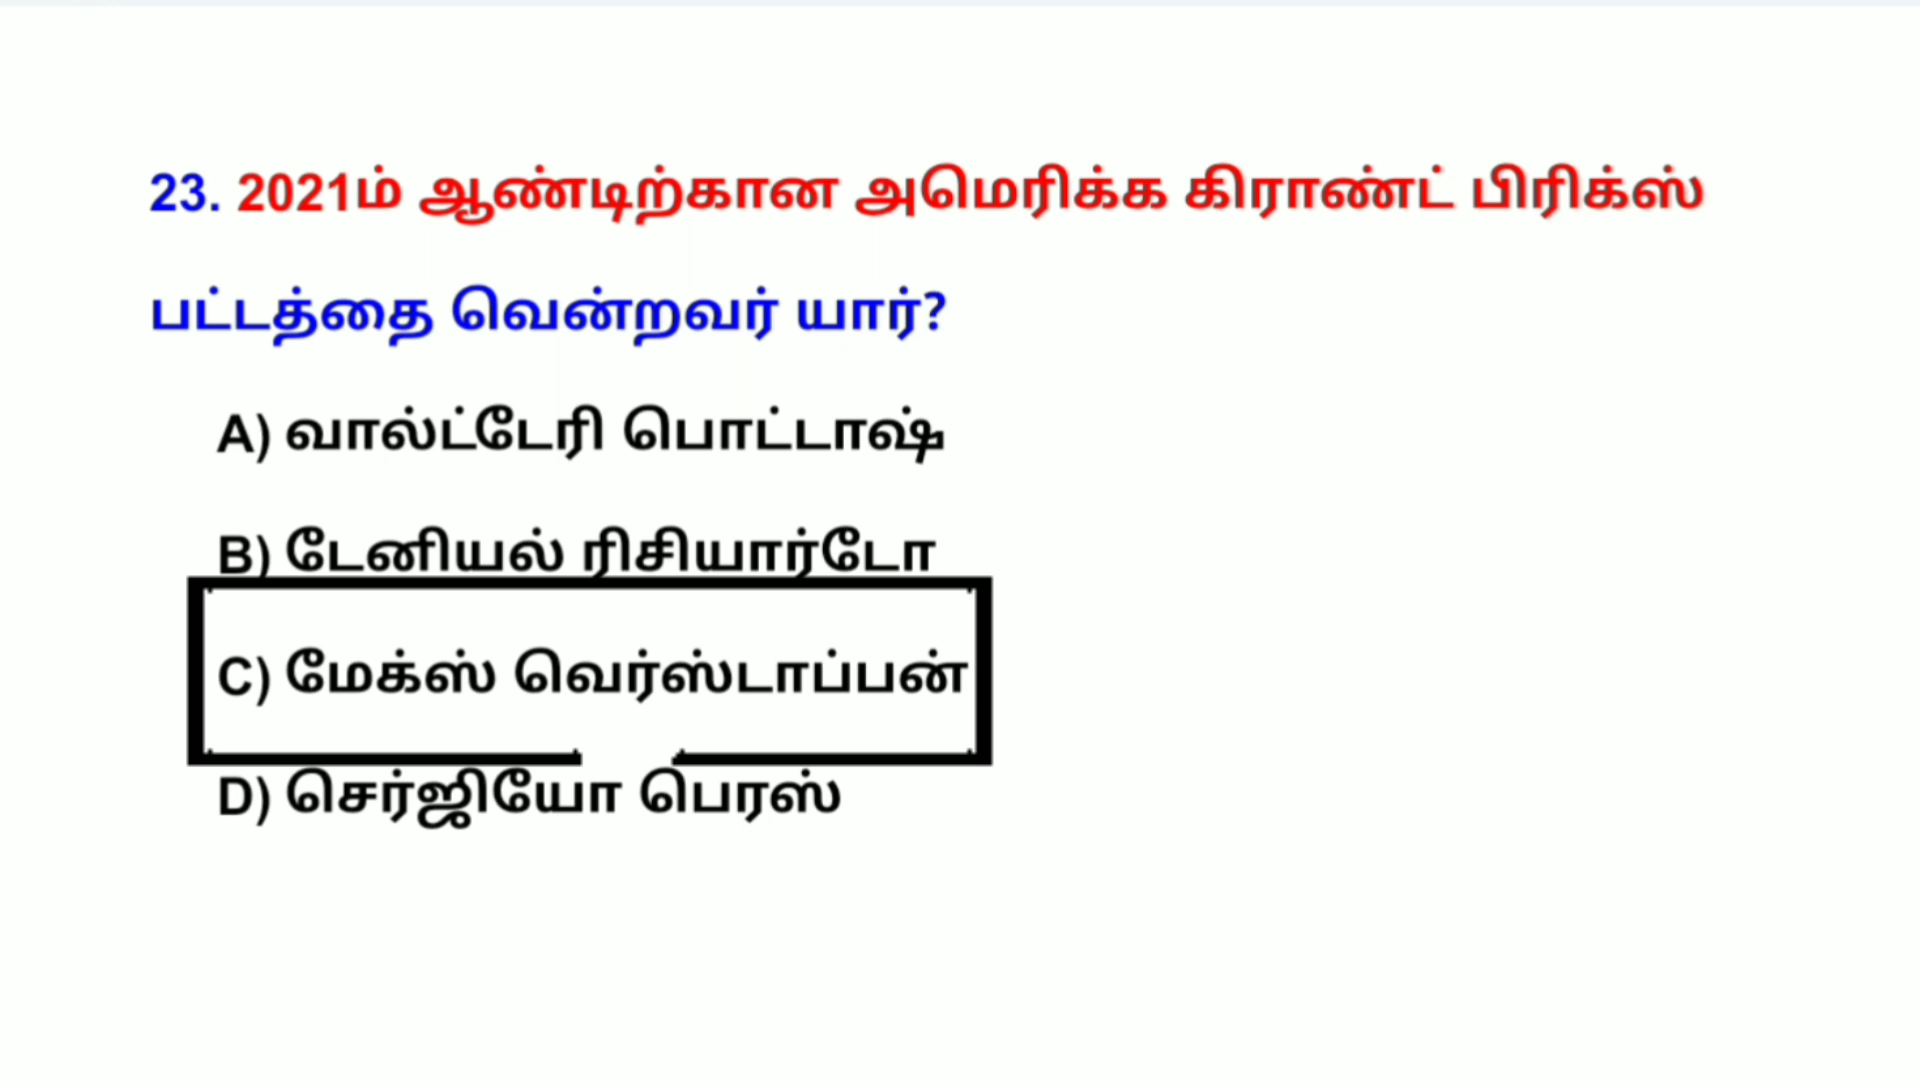 23. 2021ம் ஆண்டிற்கான அமெரிக்க கிராண்ட் பிரிக்ஸ்
பட்டத்தை வென்றவர் யார்?
A) வால்ட்டேரி பொட்டாஷ்
B) டேனியல் ரிசியார்டோ
C) மேக்ஸ் வெர்ஸ்டாப்பன்
D) செர்ஜியோ பெரஸ்